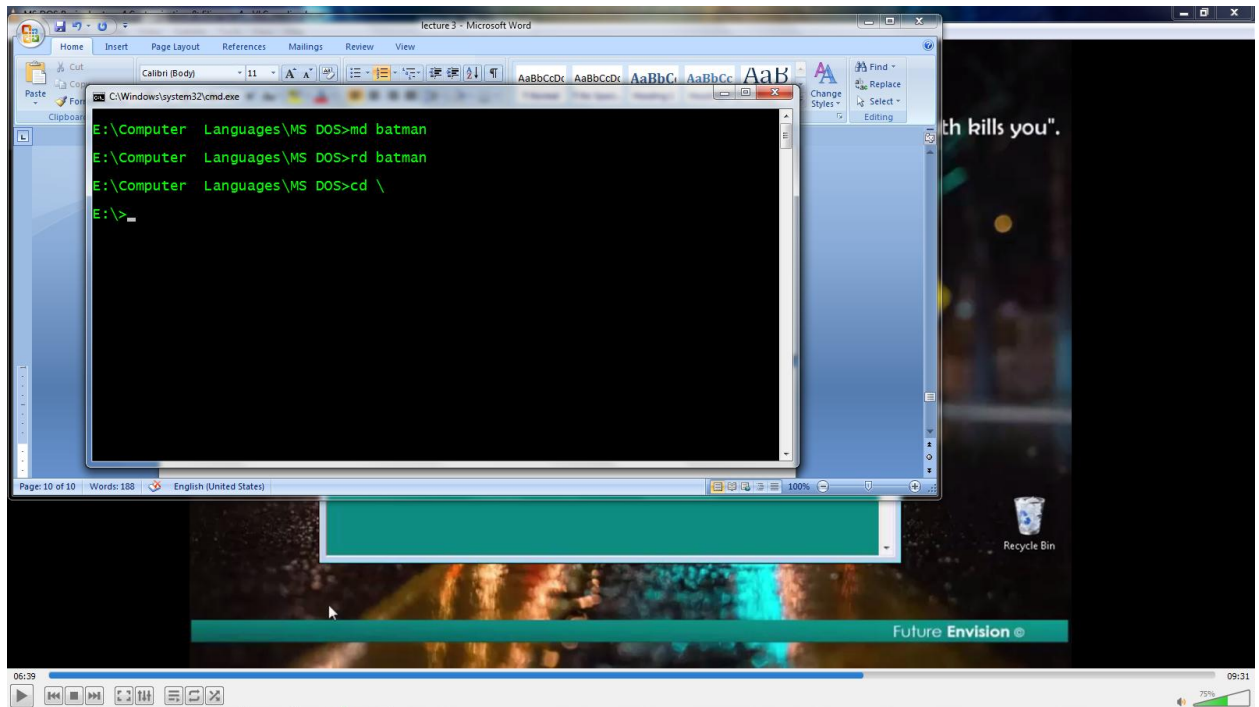 lecture 3 - Microsoft Word
Home Insert Page Layout References Mailings Review View
Cut
Calibri (Body) 11
AaBbCcDc AaBbCcDc AaBbC AaBbCc AaB
Find
Replace
Select
Paste
Change
Styles
Clipboard
Editing
C:\Windows\system32\cmd.exe
th kills you".
E:\Computer  Languages\MS DOS>md batman
E:\Computer  Languages\MS DOS>rd batman
E:\Computer  Languages\MS DOS>cd \
E:\>_
Page: 10 of 10 Words: 188 English (United States) 100%
Recycle Bin
Future Envision ©
06:39 09:31
75%